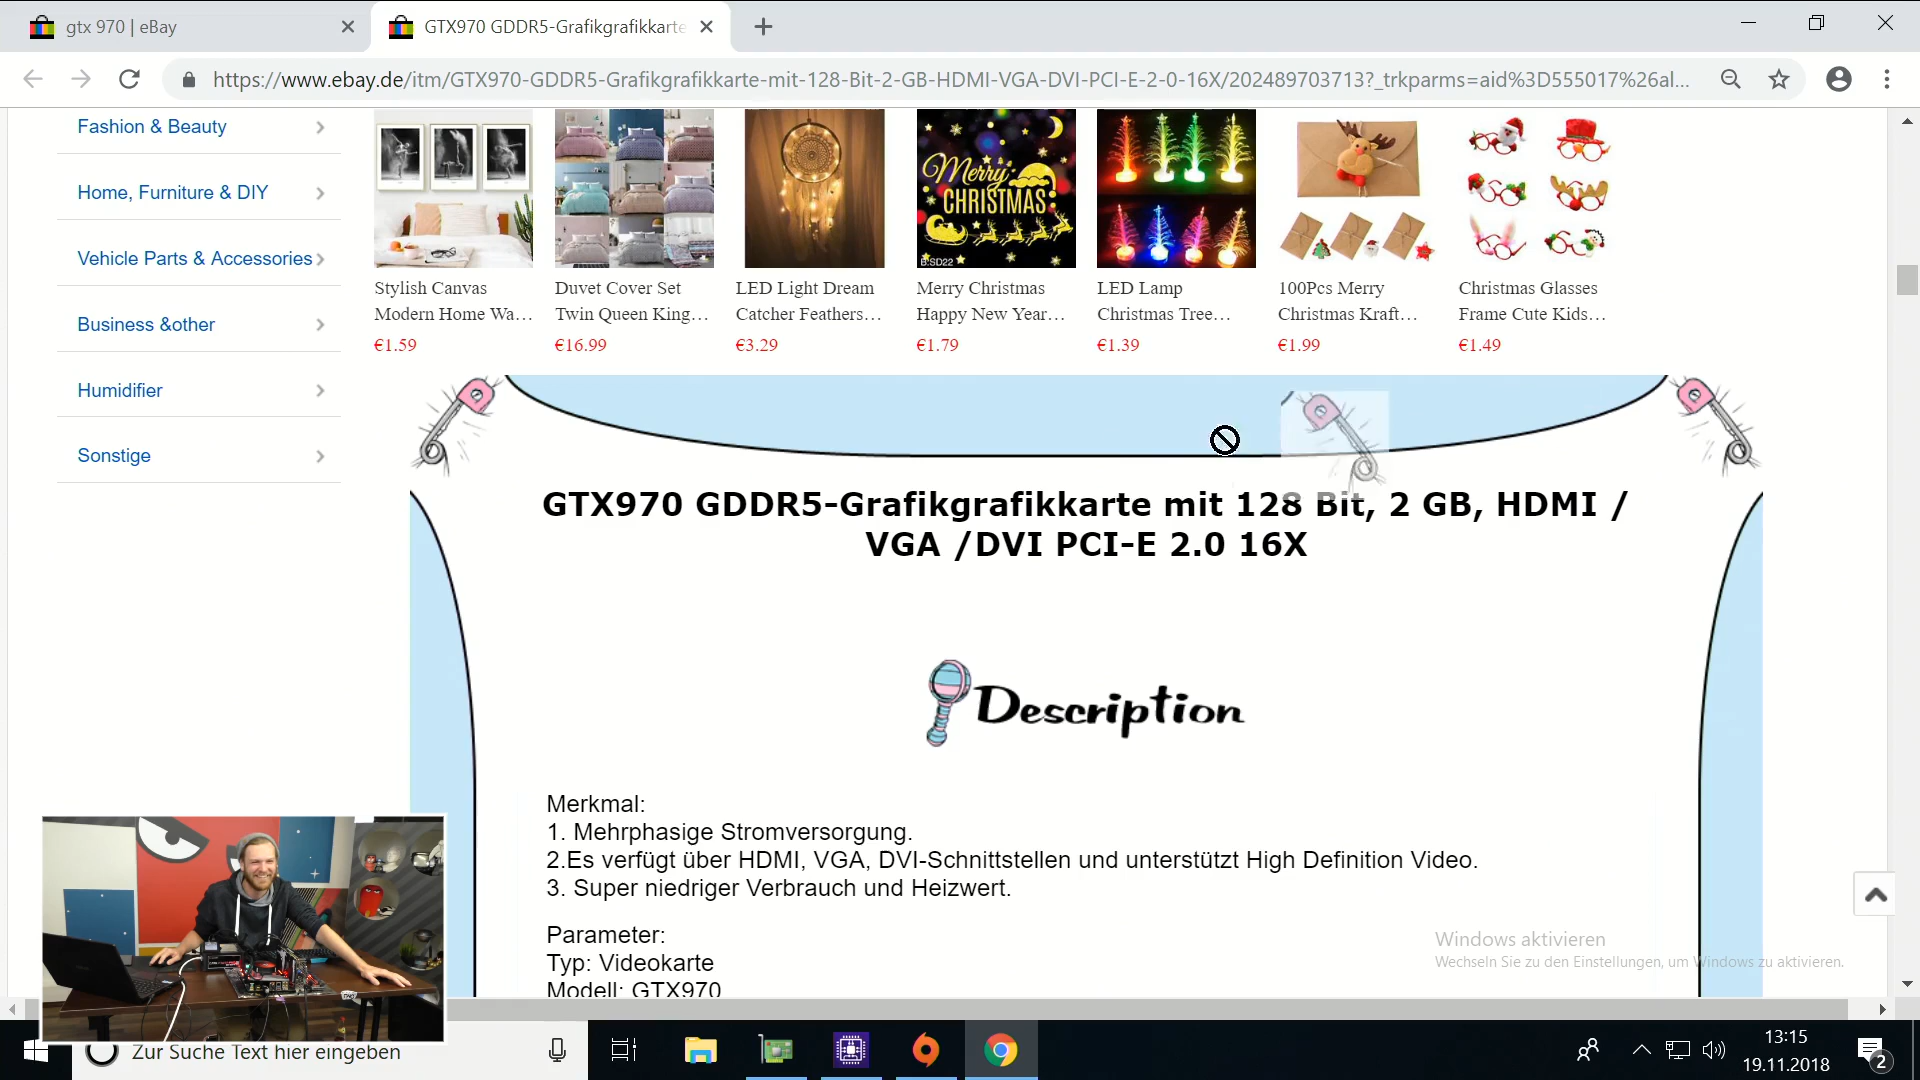 gtx 970 | eBay
GTX970 GDDR5-Grafikgrafikkarte
https://www.ebay.de/itm/GTX970-GDDR5-Grafikgrafikkarte-mit-128-Bit-2-GB-HDMI-VGA-DVI-PCI-E-2-0-16X/202489703713?_trkparms=aid%3D555017%26al...
Fashion & Beauty
Home, Furniture & DIY
Vehicle Parts & Accessories
Business &other
Humidifier
Sonstige
Merry
CHRISTMAS
B:SD22
Stylish Canvas
Modern Home Wa...
€1.59
Duvet Cover Set
Twin Queen King...
€16.99
LED Light Dream
Catcher Feathers...
€3.29
Merry Christmas
Happy New Year...
€1.79
LED Lamp
Christmas Tree...
€1.39
100Pcs Merry
Christmas Kraft...
€1.99
Christmas Glasses
Frame Cute Kids...
€1.49
GTX970 GDDR5-Grafikgrafikkarte mit 128 Bit, 2 GB, HDMI /
VGA /DVI PCI-E 2.0 16X
Description
Merkmal:
1. Mehrphasige Stromversorgung.
2.Es verfügt über HDMI, VGA, DVI-Schnittstellen und unterstützt High Definition Video.
3. Super niedriger Verbrauch und Heizwert.
Parameter:
Typ: Videokarte
Modell: GTX970
Windows aktivieren
Wechseln Sie zu den Einstellungen, um Windows zu aktivieren.
Zur Suche Text hier eingeben
13:15
19.11.2018
2